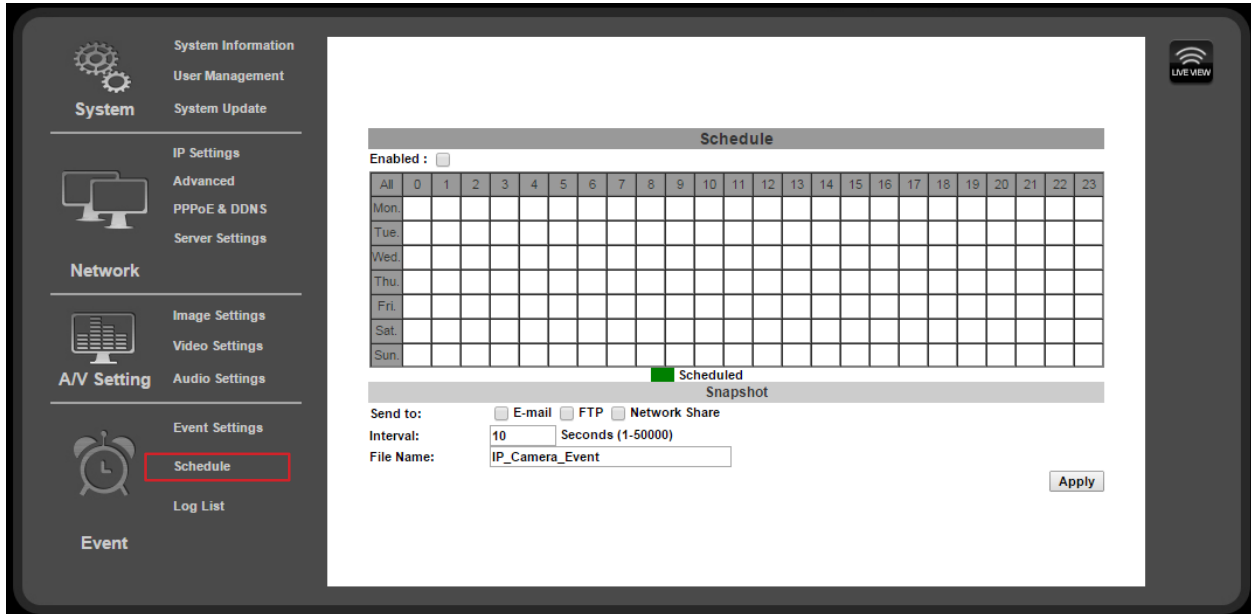 System Information
User Management
System
System Update
IP Settings
Advanced
PPPoE & DDNS
Server Settings
Network
Image Settings
Video Settings
A/V Setting
Audio Settings
Event Settings
Schedule
Log List
Event
LIVE VIEW
Schedule
Enabled :
All 0 1 2 3 4 5 6 7 8 9 10 11 12 13 14 15 16 17 18 19 20 21 22 23
Mon.
Tue.
Wed.
Thu.
Fri.
Sat.
Sun.
Scheduled
Snapshot
Send to: E-mail FTP Network Share
Interval: 10 Seconds (1-50000)
File Name: IP_Camera_Event
Apply